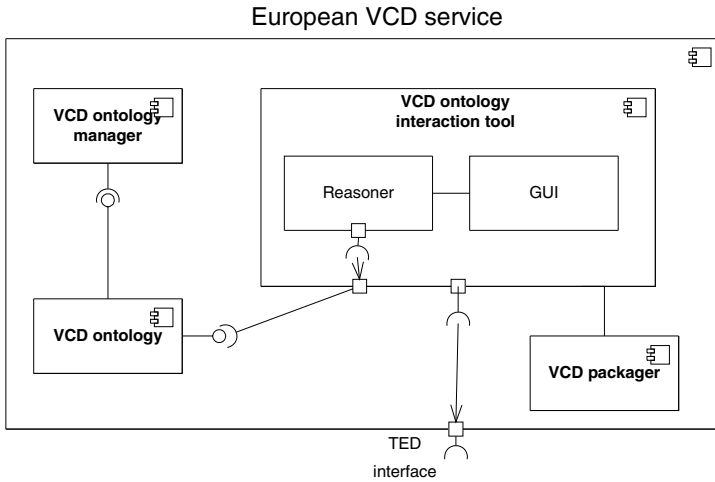 European VCD service
VCD ontology
manager
VCD ontology
interaction tool
Reasoner
GUI
VCD ontology
VCD packager
TED
interface